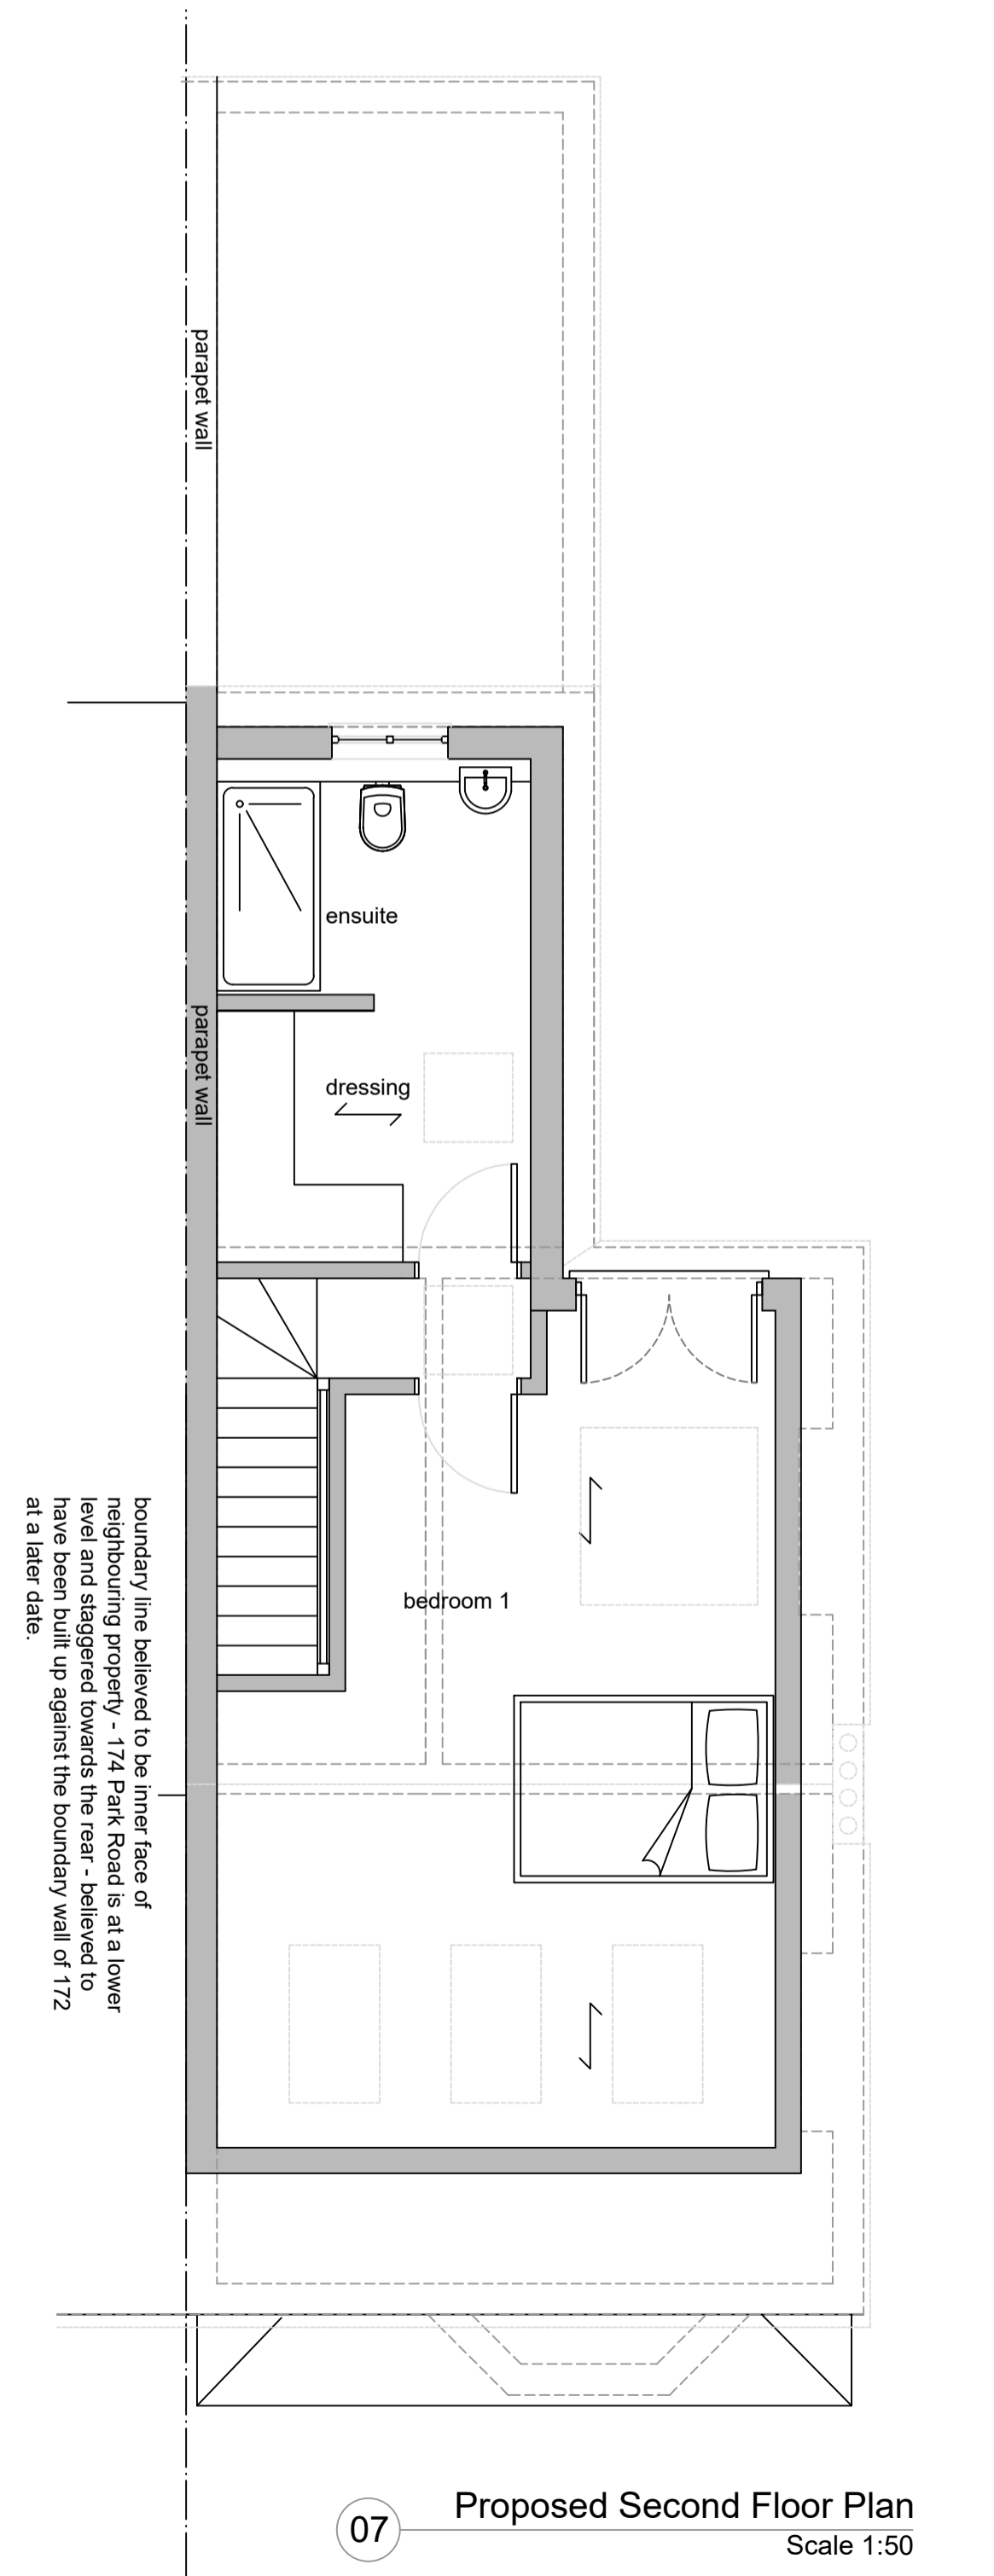 parapet wall
ensuite
parapet wall
dressing
boundary line believed to be inner face of
neighbouring property - 174 Park Road is at a lower
level and staggered towards the rear - believed to
have been built up against the boundary wall of 172
at a later date.
bedroom 1
07
Proposed Second Floor Plan
Scale 1:50